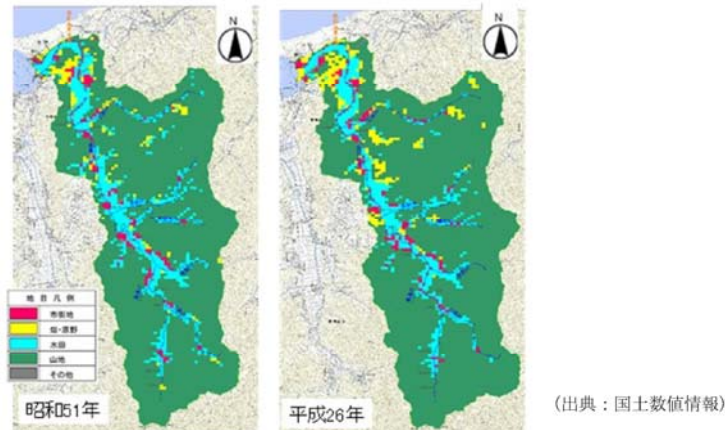 N
N
地目凡例
市街地
畑・原野
水田
山地
その他
昭和51年
平成26年
(出典：国土数値情報)